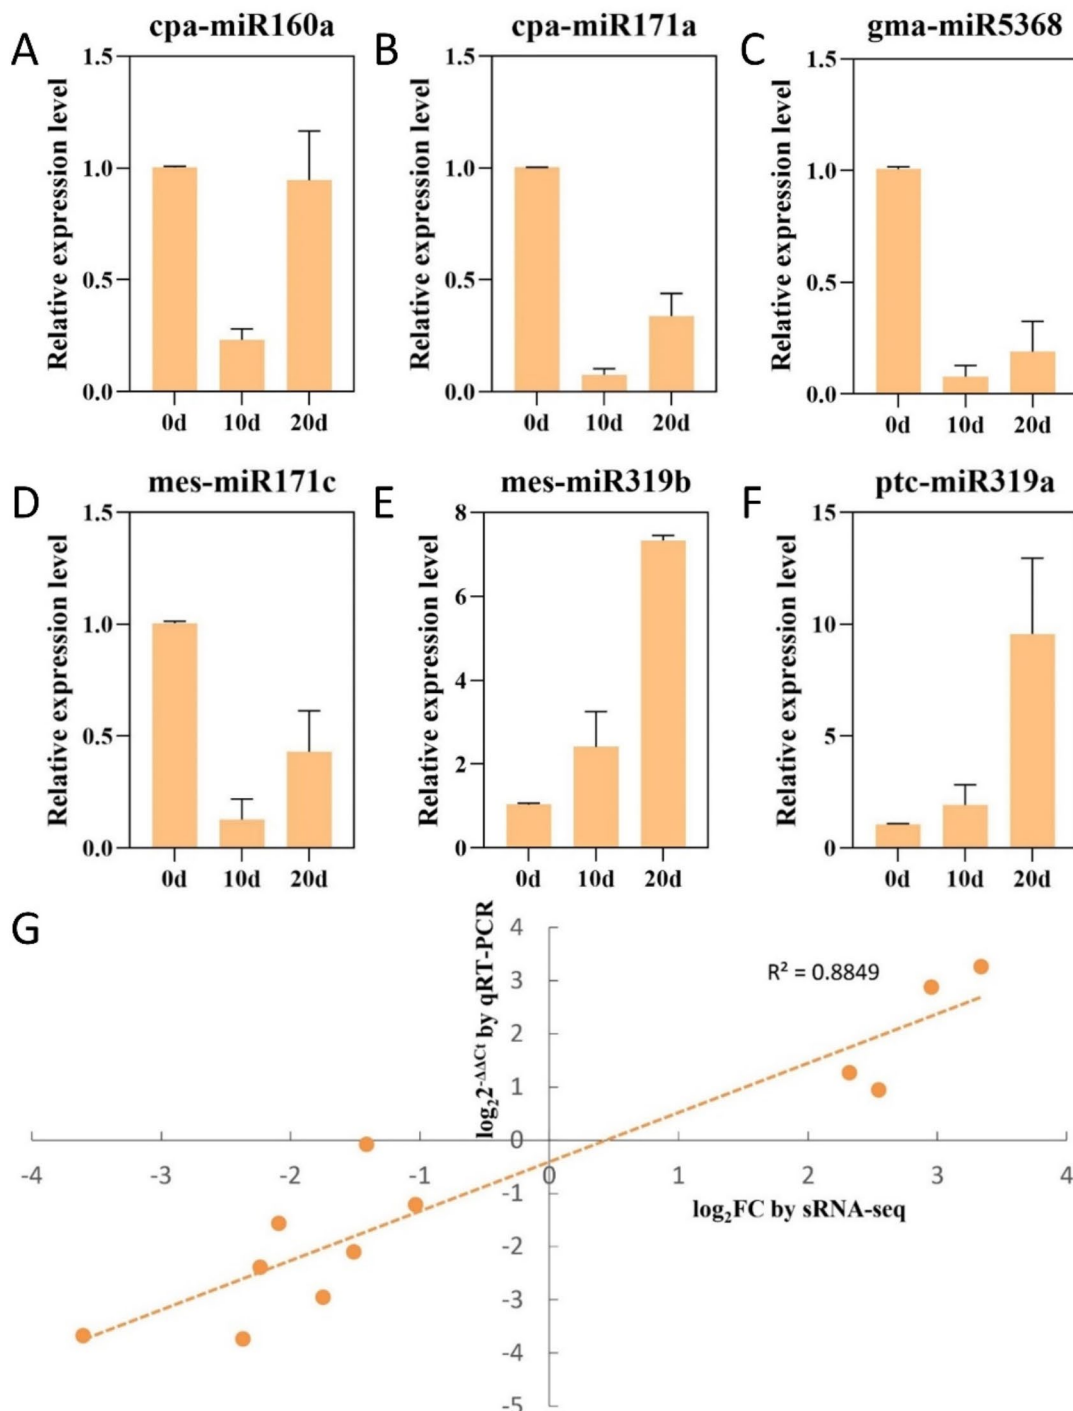 A
cpa-miR160a
Relative expression level
1.5
1.0
0.5
0.0
0d 10d 20d
B
cpa-miR171a
Relative expression level
1.5
1.0
0.5
0.0
0d 10d 20d
C
gma-miR5368
Relative expression level
1.5
1.0
0.5
0.0
0d 10d 20d
D
mes-miR171c
Relative expression level
1.5
1.0
0.5
0.0
0d 10d 20d
E
mes-miR319b
Relative expression level
8
6
4
2
0
0d 10d 20d
F
ptc-miR319a
Relative expression level
15
10
5
0
0d 10d 20d
G
log₂2^-ΔΔCt by qRT-PCR
4
3
2
1
0
-1
-2
-3
-4
-5
R² = 0.8849
-4 -3 -2 -1 0 1 2 3 4
log₂FC by sRNA-seq